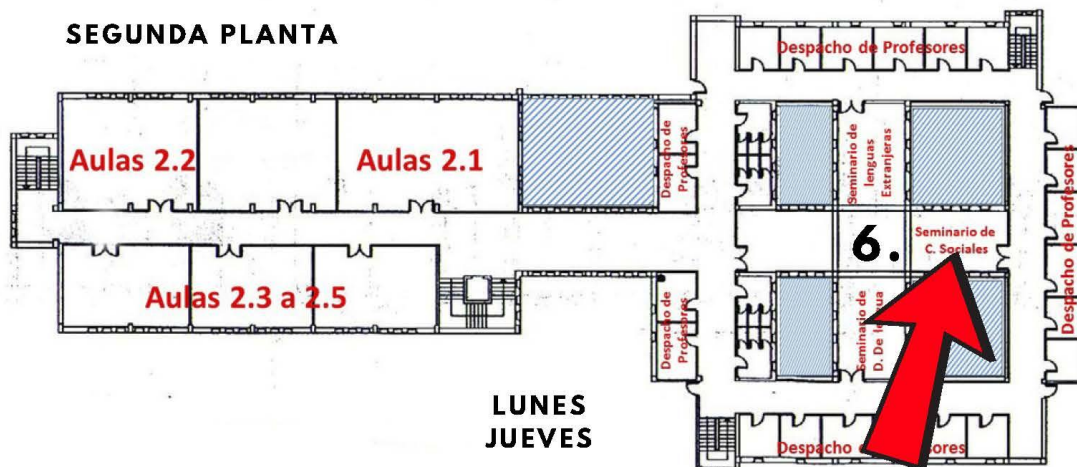 SEGUNDA PLANTA
Despacho de Profesores
Aulas 2.2
Aulas 2.1
Despacho de
Profesores
Seminario de
lenguas
Extranjeras
Despacho de Profesores
6.
Seminario de
C. Sociales
Aulas 2.3 a 2.5
Despacho de
Profesores
Seminario de
D. De lengua
LUNES
JUEVES
Despacho de Profesores